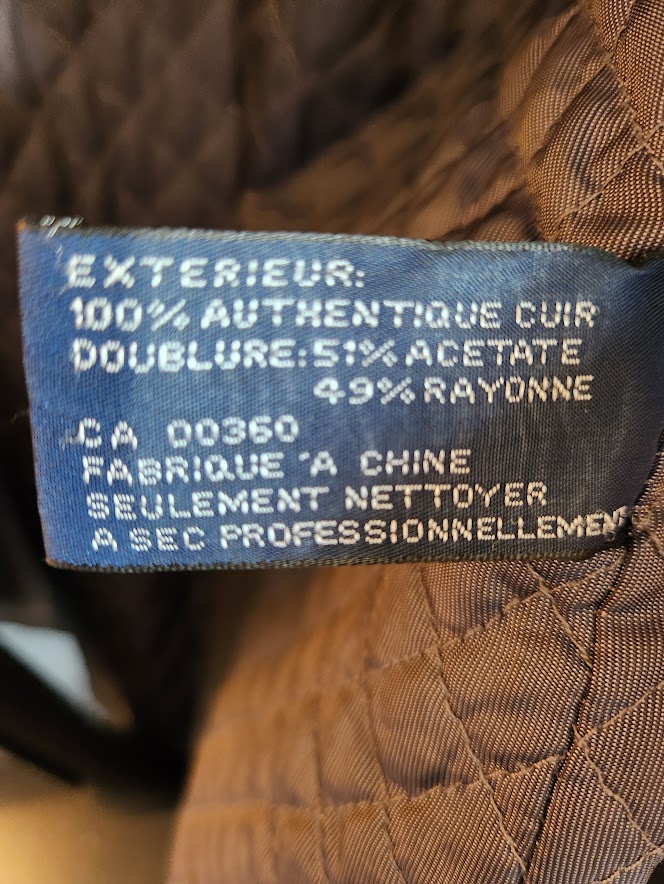 EXTERIEUR:
100% AUTHENTIQUE CUIR
DOUBLURE: 51% ACETATE
49% RAYONNE
CA 00360
FABRIQUE 'A CHINE
SEULEMENT NETTOYER
A SEC PROFESSIONNELLEMENT